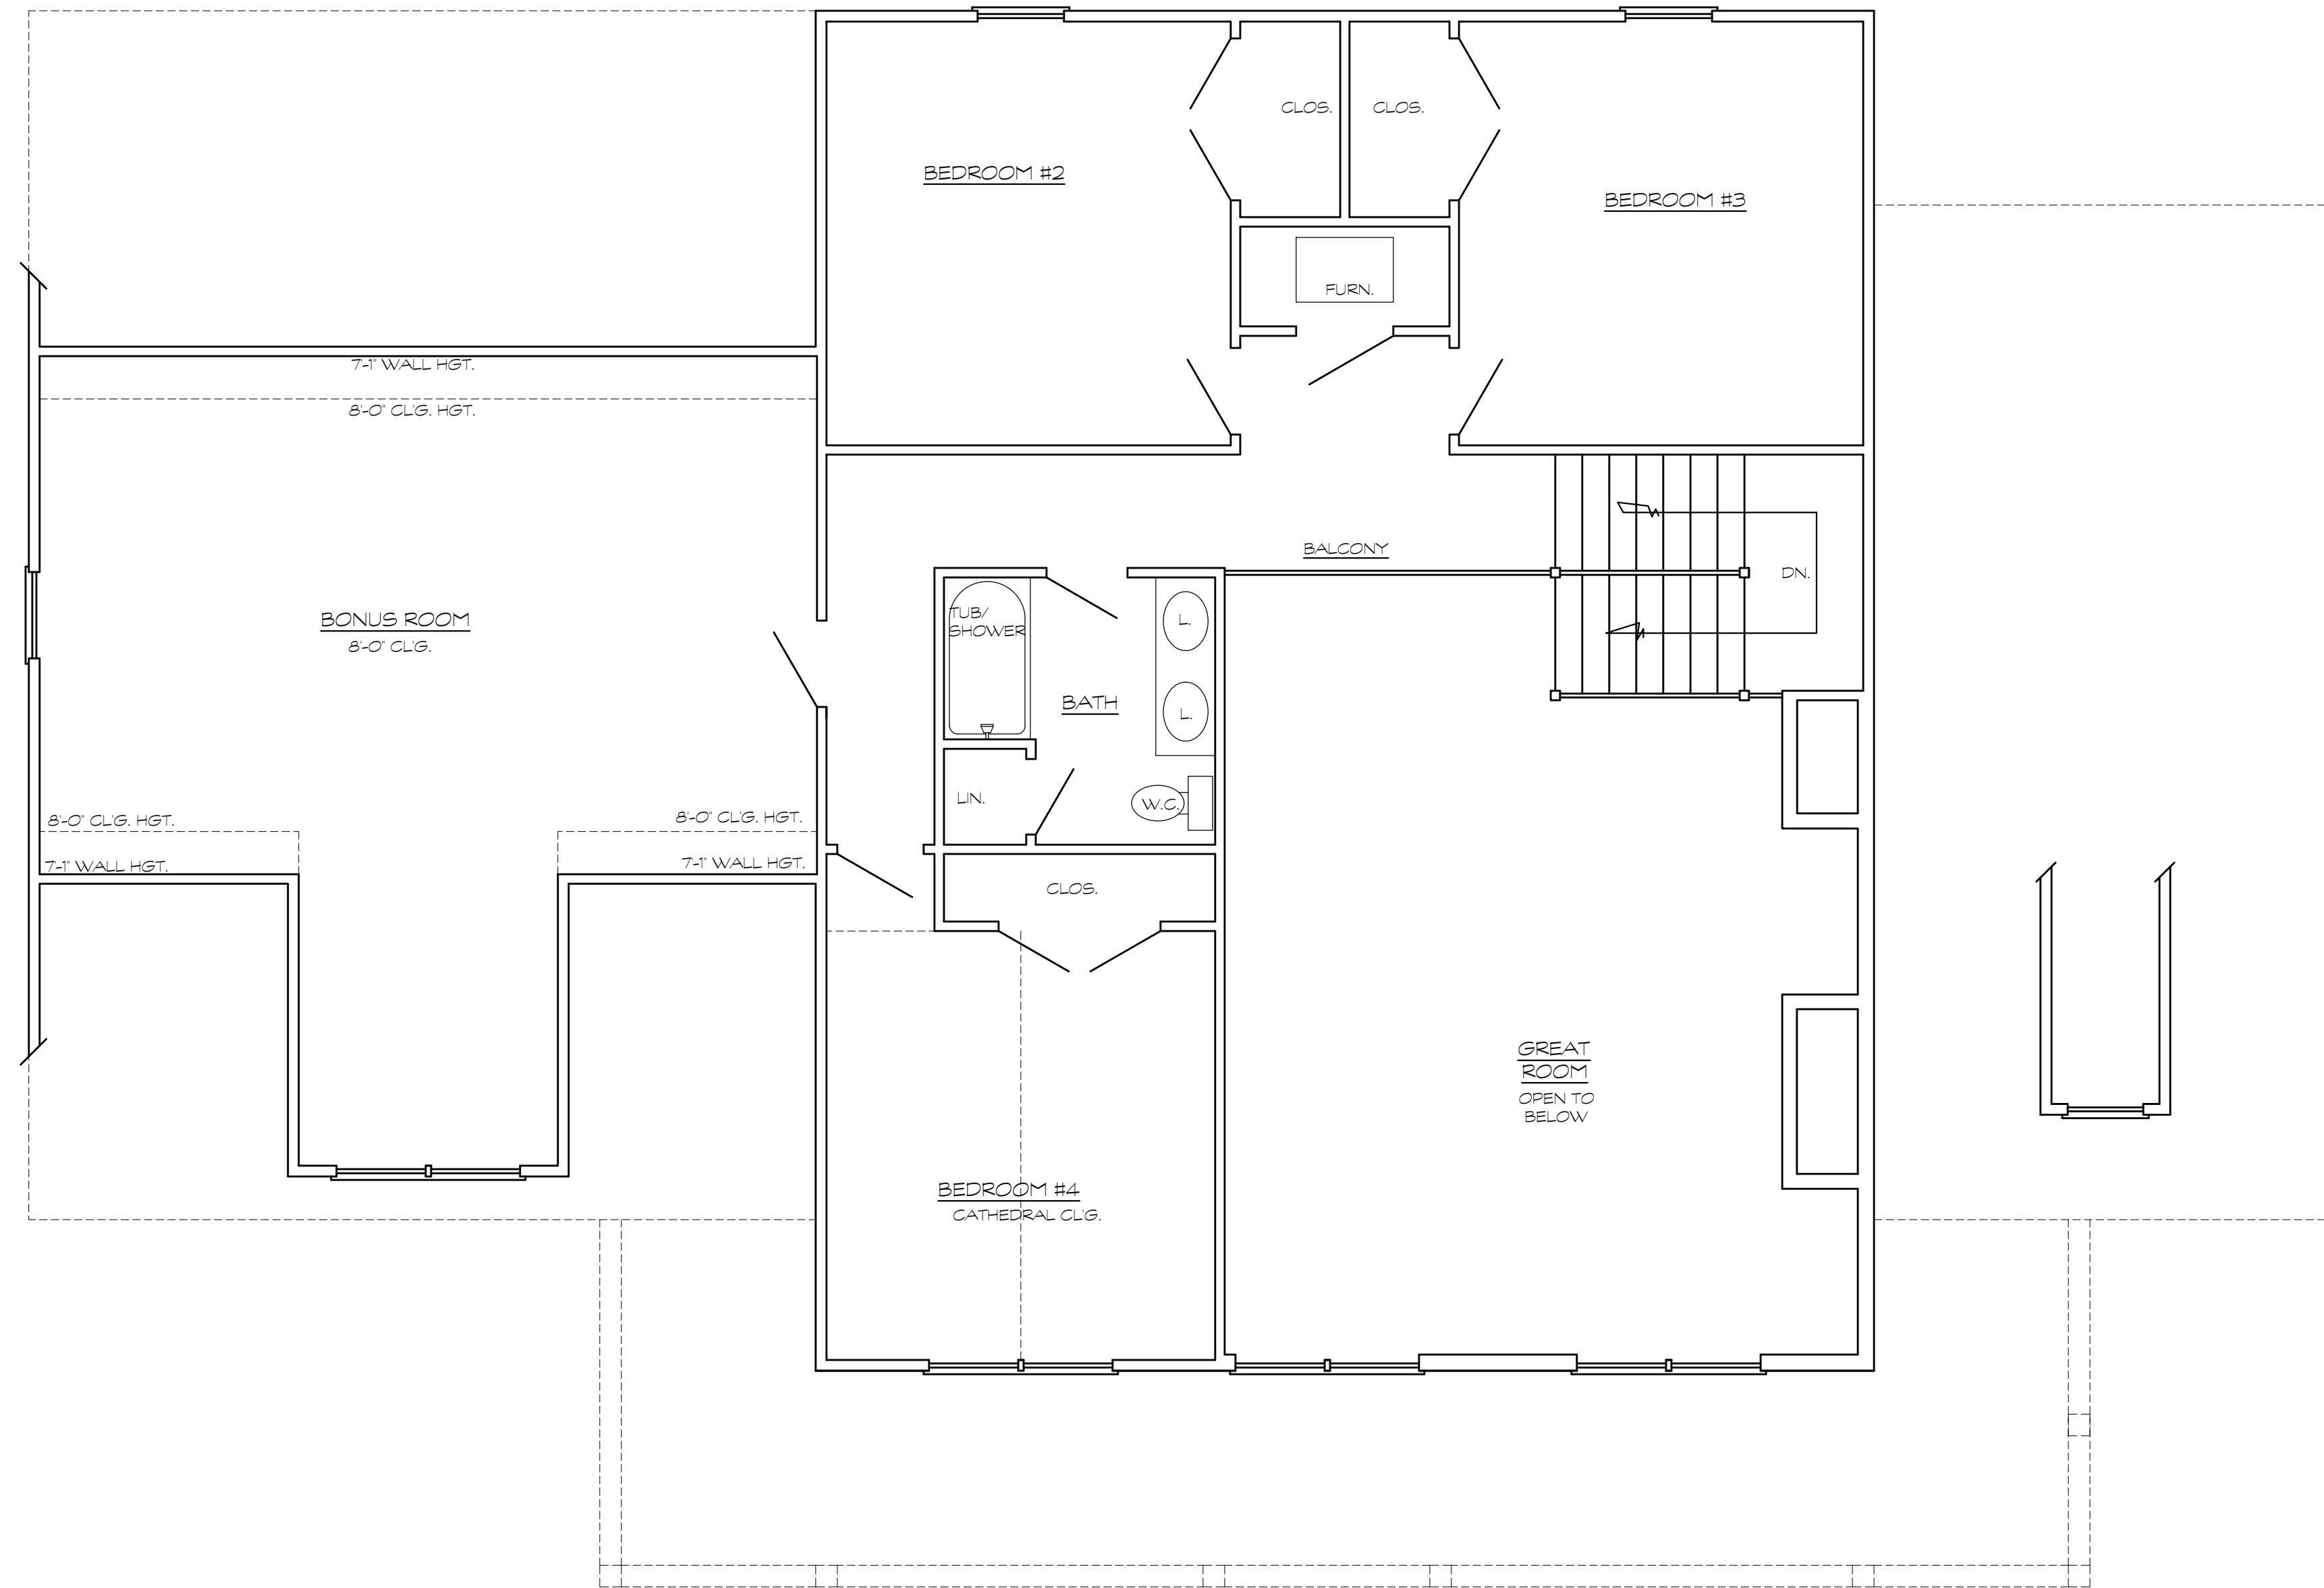 CLOS.
CLOS.
BEDROOM #2
BEDROOM #3
FURN.
7'-1" WALL HGT.
8'-0" CL'G. HGT.
BALCONY
DN.
TUB/
SHOWER
L.
BONUS ROOM
8'-0" CL'G.
BATH
L.
LIN.
W.C.
8'-0" CL'G. HGT.
8'-0" CL'G. HGT.
7'-1" WALL HGT.
7'-1" WALL HGT.
CLOS.
GREAT
ROOM
OPEN TO
BELOW
BEDROOM #4
CATHEDRAL CL'G.